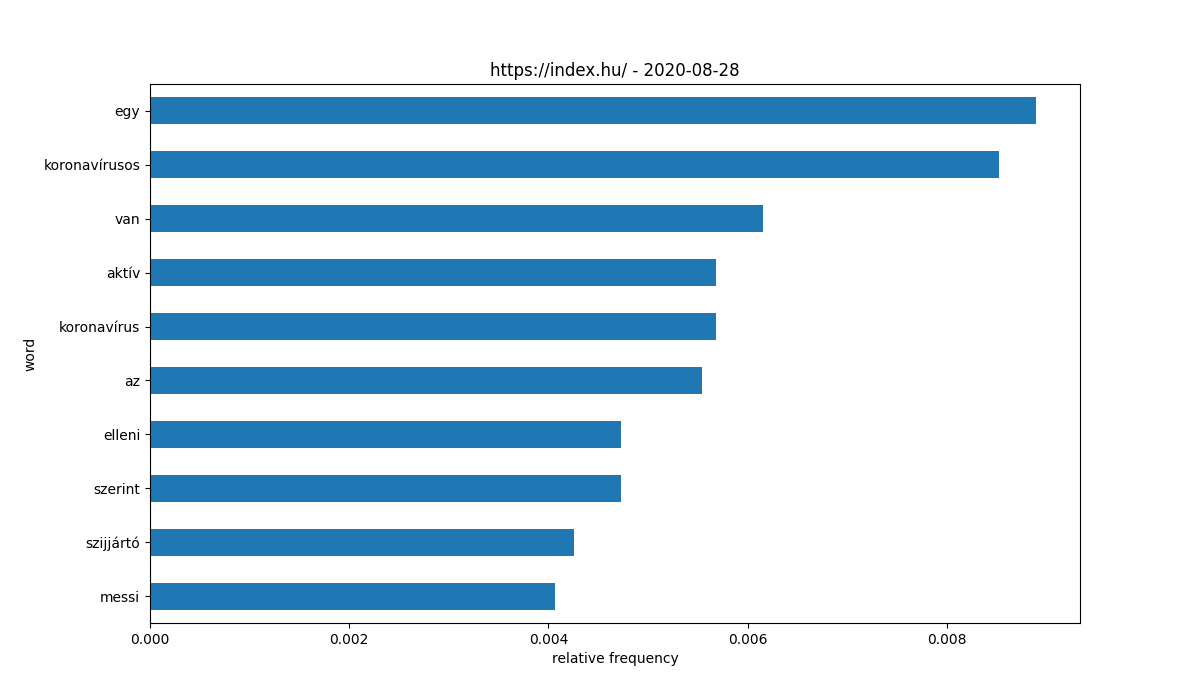 https://index.hu/ - 2020-08-28
egy
koronavírusos
van
aktív
koronavírus
az
elleni
szerint
szijjártó
messi
word
0.000 0.002 0.004 0.006 0.008
relative frequency